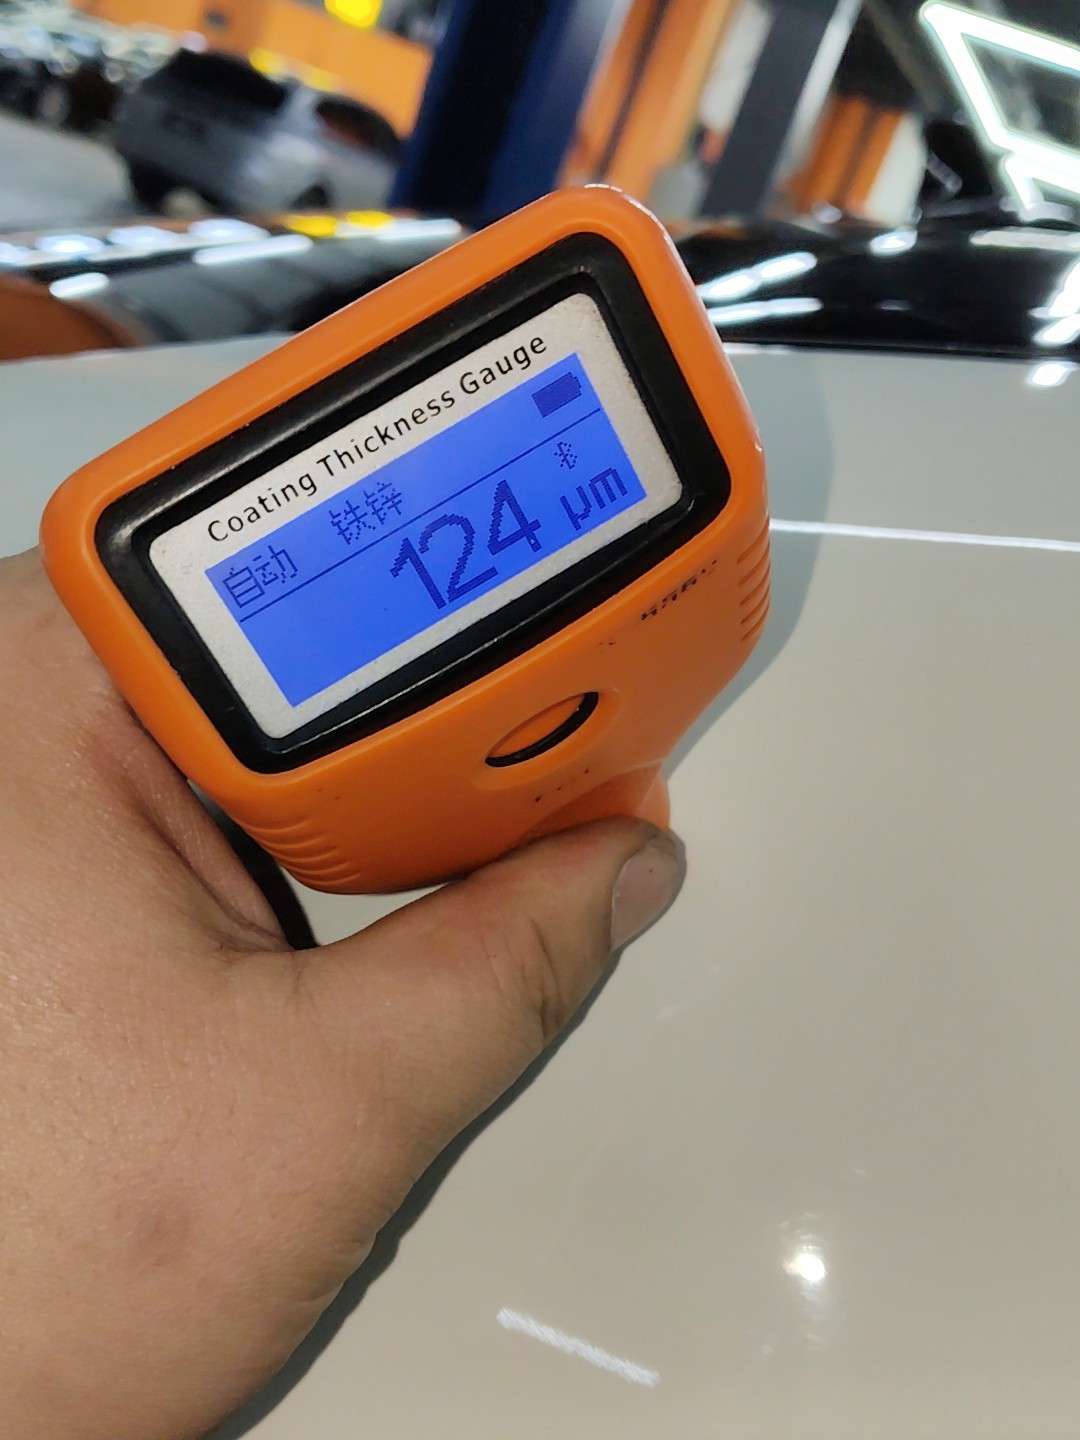 Coating Thickness Gauge
自动 铁锌
124 μm